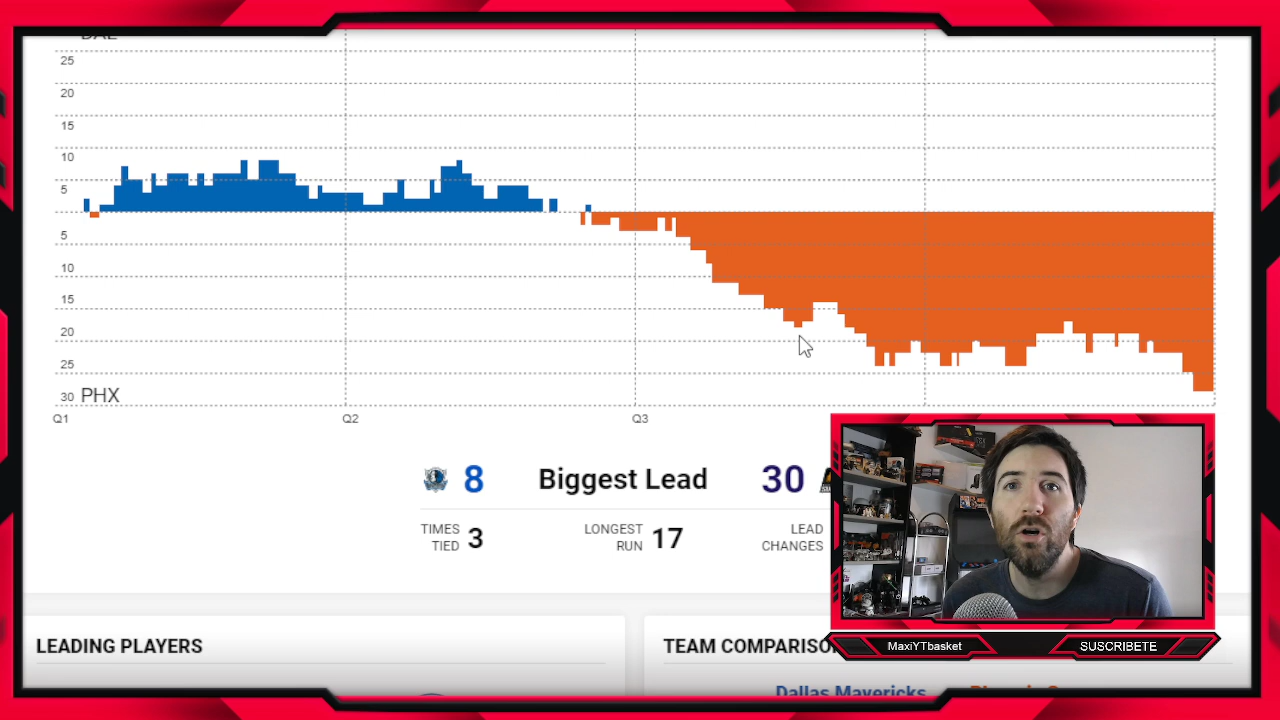 DAL
25
20
15
10
5
5
10
15
20
25
30
PHX
Q1
Q2
Q3
8
Biggest Lead
30
TIMES
TIED
3
LONGEST
RUN
17
LEAD
CHANGES
LEADING PLAYERS
TEAM COMPARISO
Dallas Mavericks
MaxiYTbasket
SUSCRIBETE